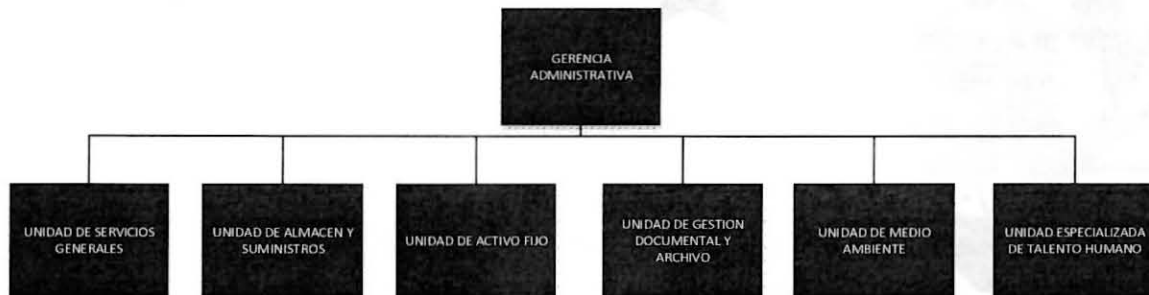 GERENCIA
ADMINISTRATIVA
UNIDAD DE SERVICIOS
GENERALES
UNIDAD DE ALMACEN Y
SUMINISTROS
UNIDAD DE ACTIVO FIJO
UNIDAD DE GESTION
DOCUMENTAL Y
ARCHIVO
UNIDAD DE MEDIO
AMBIENTE
UNIDAD ESPECIALIZADA
DE TALENTO HUMANO